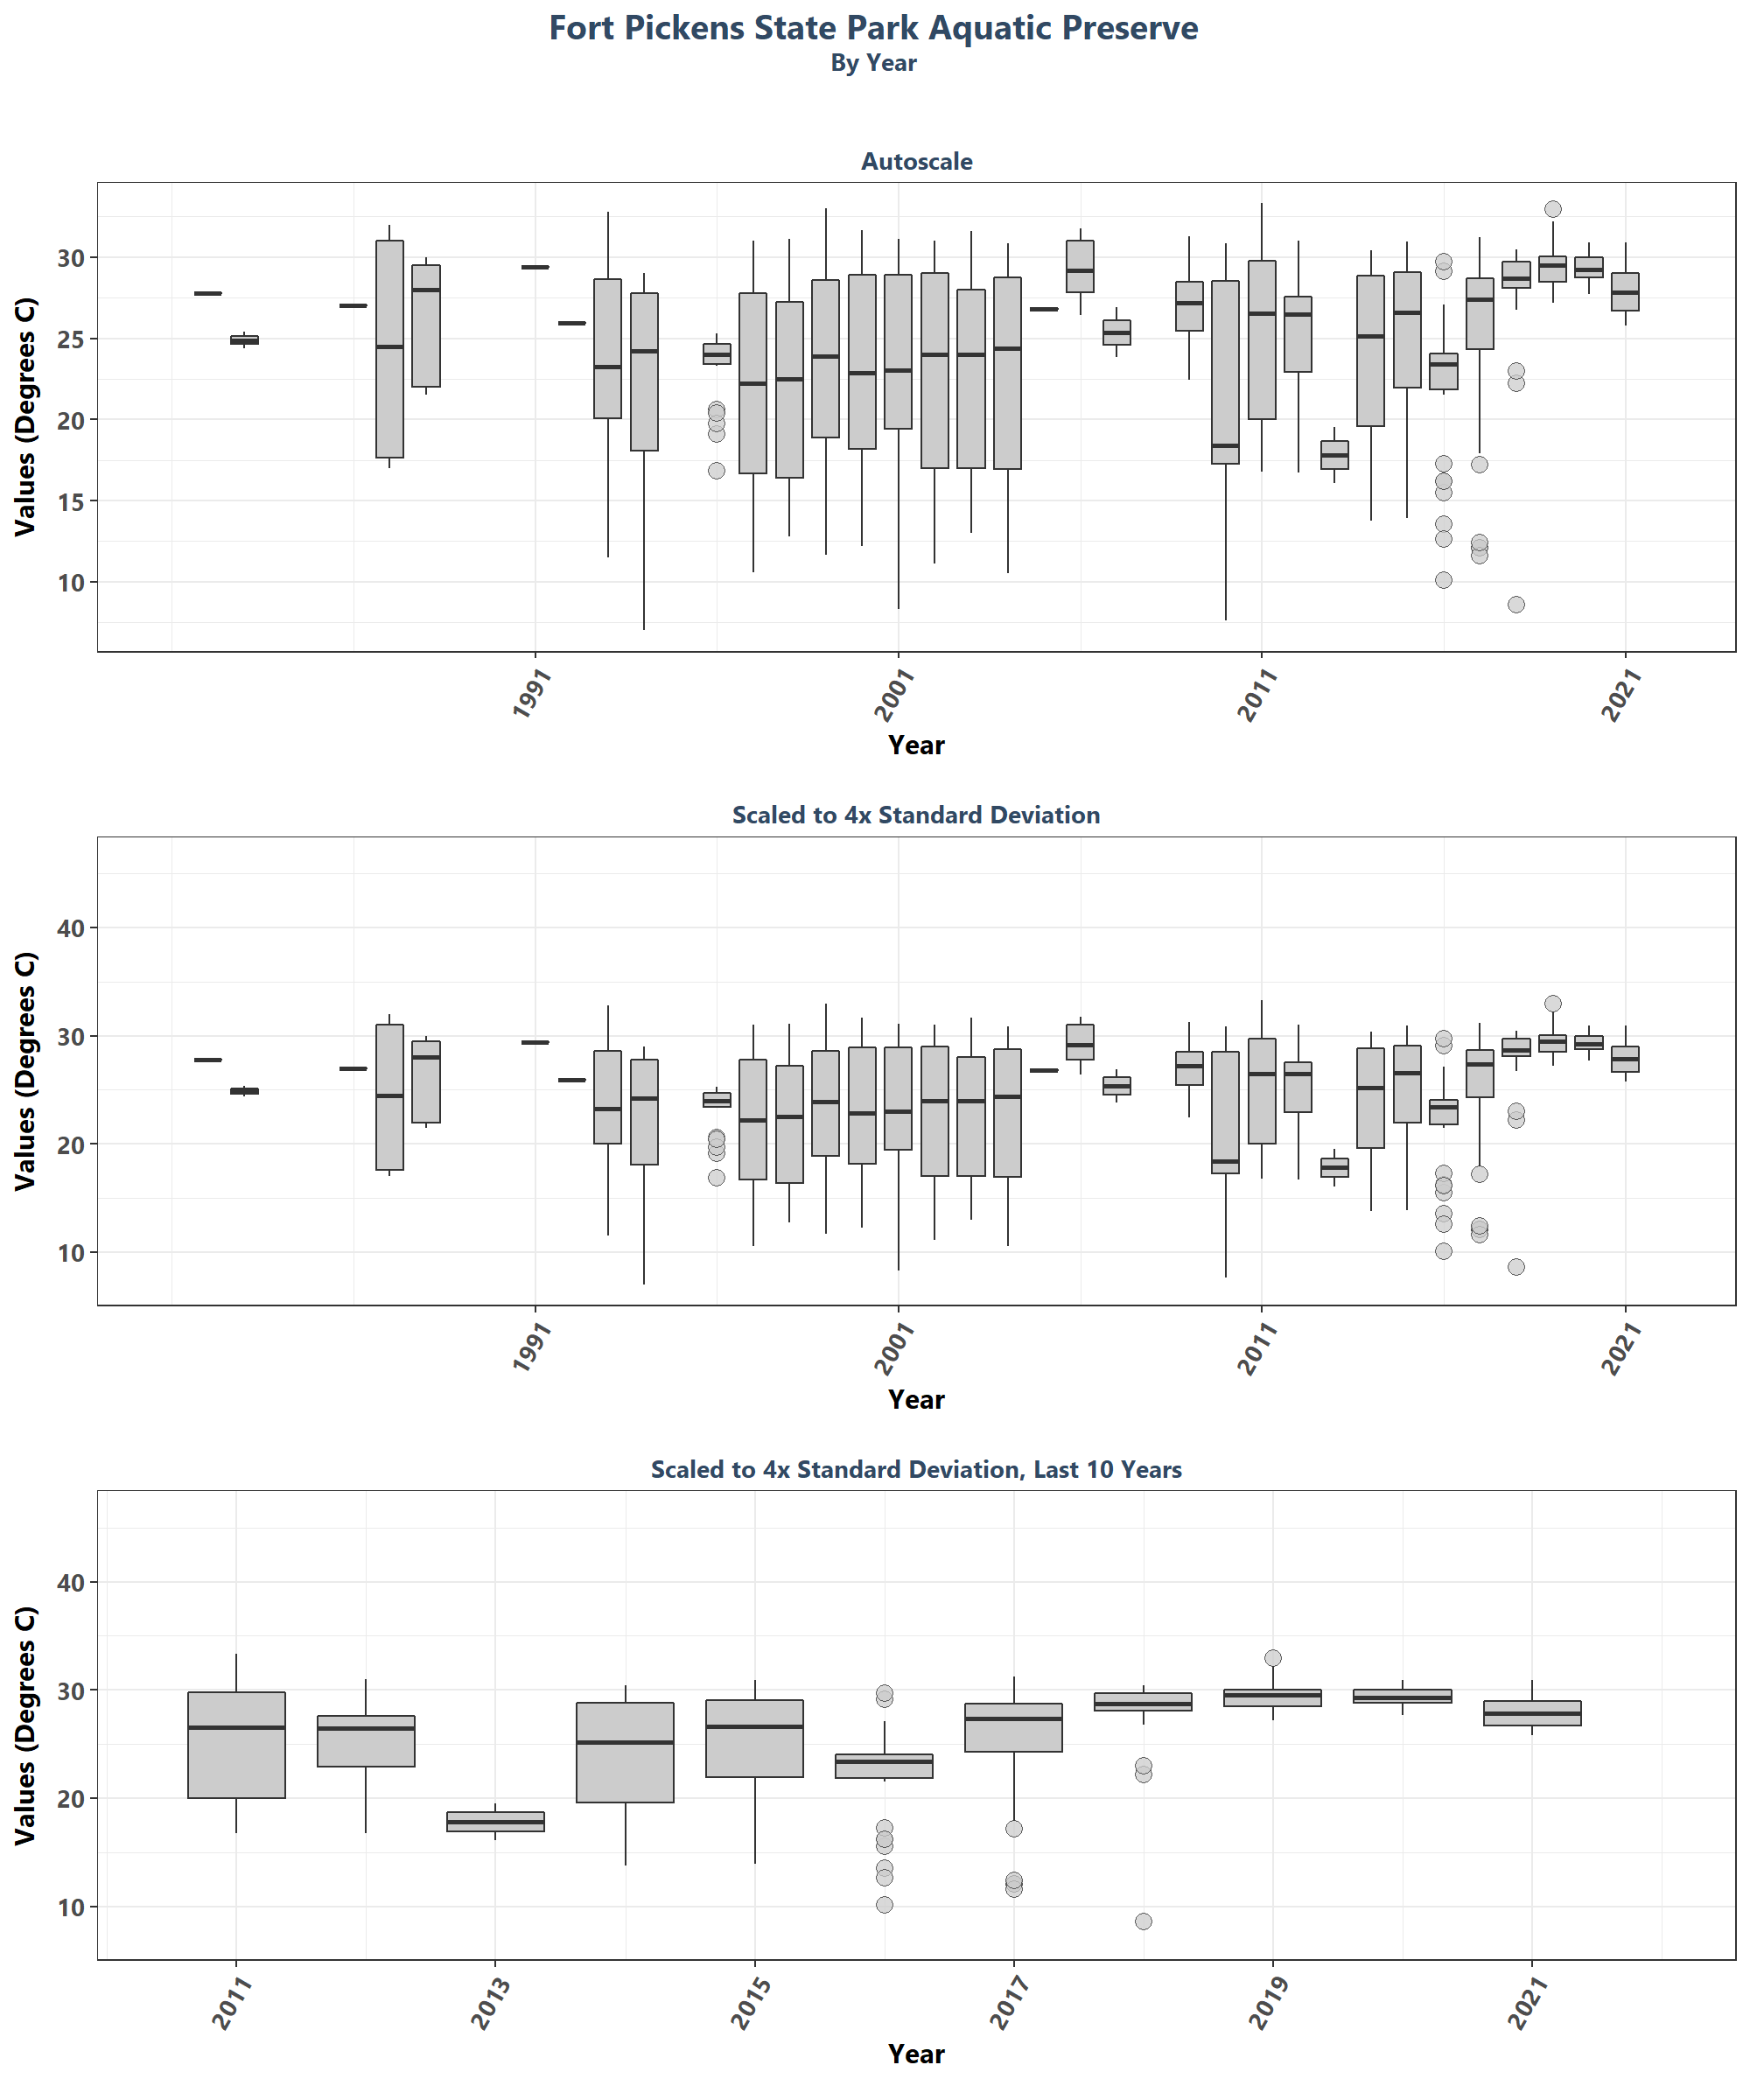 Fort Pickens State Park Aquatic Preserve
By Year
Autoscale
Values (Degrees C)
30
25
20
15
10
1991
2001
2011
2021
Year
Scaled to 4x Standard Deviation
Values (Degrees C)
40
30
20
10
1991
2001
2011
2021
Year
Scaled to 4x Standard Deviation, Last 10 Years
Values (Degrees C)
40
30
20
10
2011
2013
2015
2017
2019
2021
Year